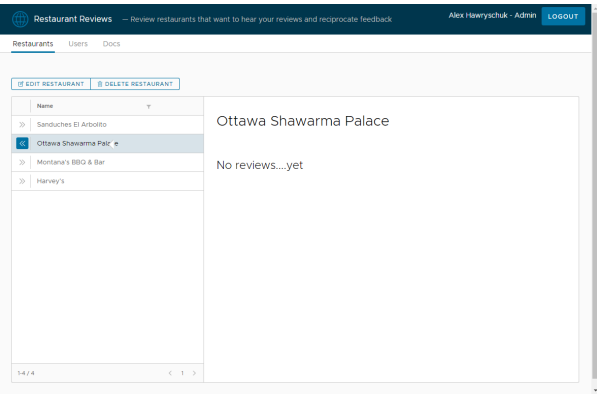 Restaurant Reviews — Review restaurants that want to hear your reviews and reciprocate feedback Alex Hawryschuk - Admin LOGOUT
Restaurants Users Docs
EDIT RESTAURANT DELETE RESTAURANT
Name
Sanduches El Arbolito
Ottawa Shawarma Palace
Montana's BBQ & Bar
Harvey's
1-4 / 4 1
Ottawa Shawarma Palace
No reviews....yet